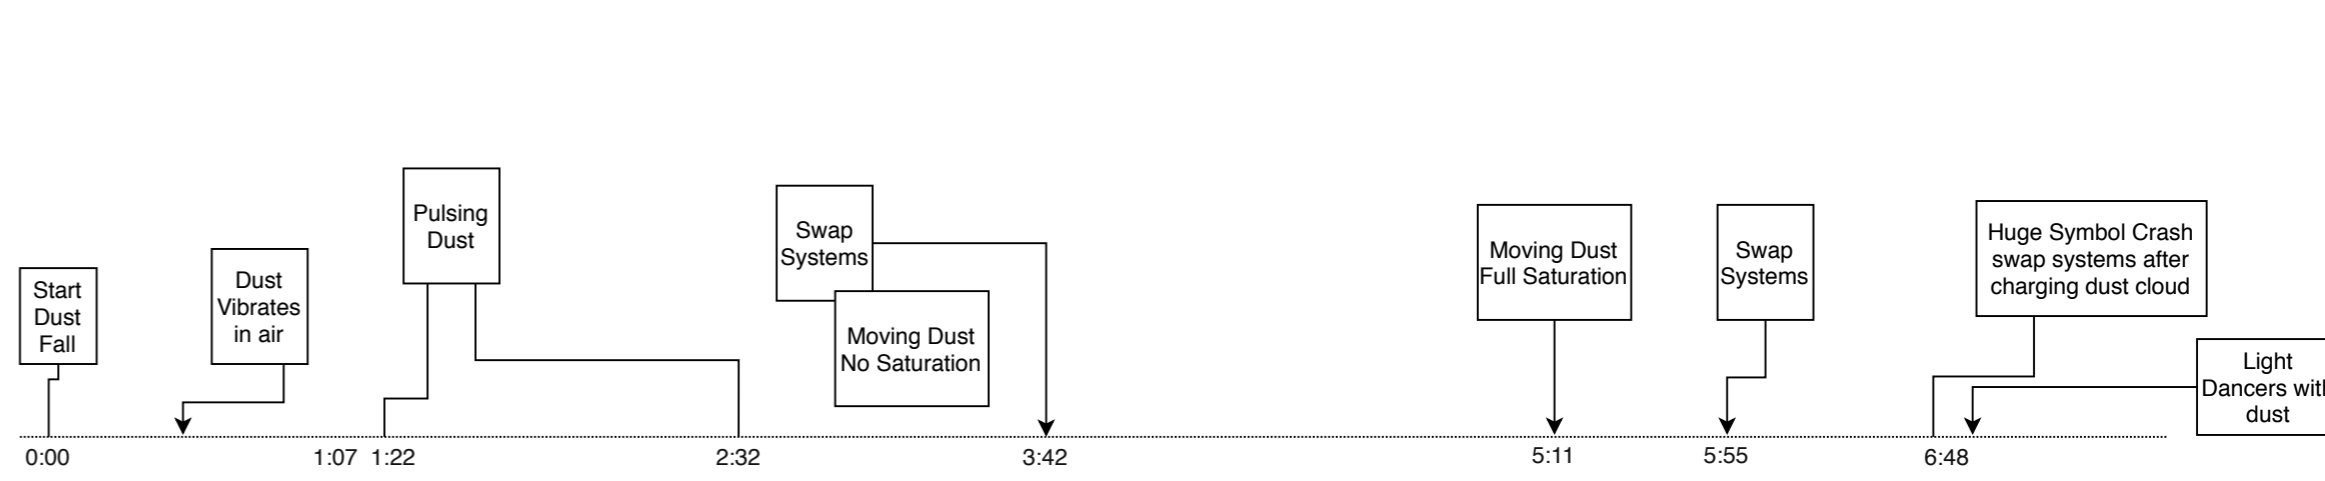 Start
Dust
Fall
Dust
Vibrates
in air
Pulsing
Dust
Swap
Systems
Moving Dust
No Saturation
Moving Dust
Full Saturation
Swap
Systems
Huge Symbol Crash
swap systems after
charging dust cloud
Light
Dancers with
dust
0:00
1:07
1:22
2:32
3:42
5:11
5:55
6:48